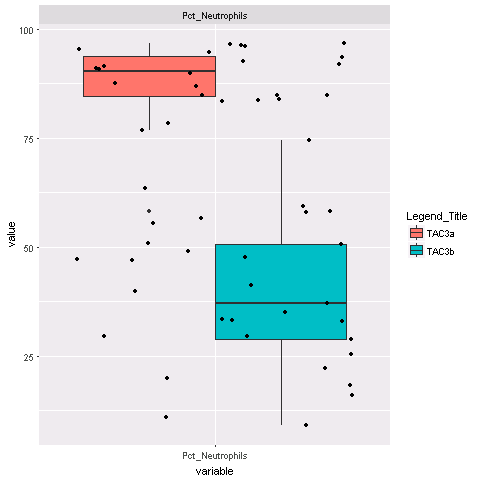 Pct_Neutrophils
100
75
50
25
value
Pct_Neutrophils
variable
Legend_Title
TAC3a
TAC3b